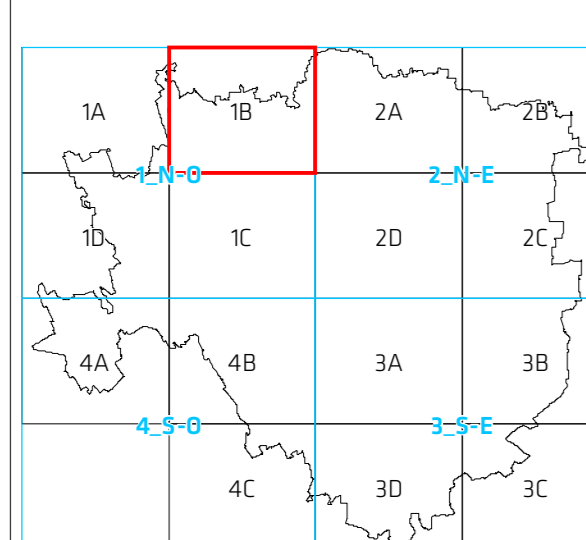 1A
1B
2A
2B
1_N-O
2_N-E
1D
1C
2D
2C
4A
4B
3A
3B
4_S-O
3_S-E
4C
3D
3C